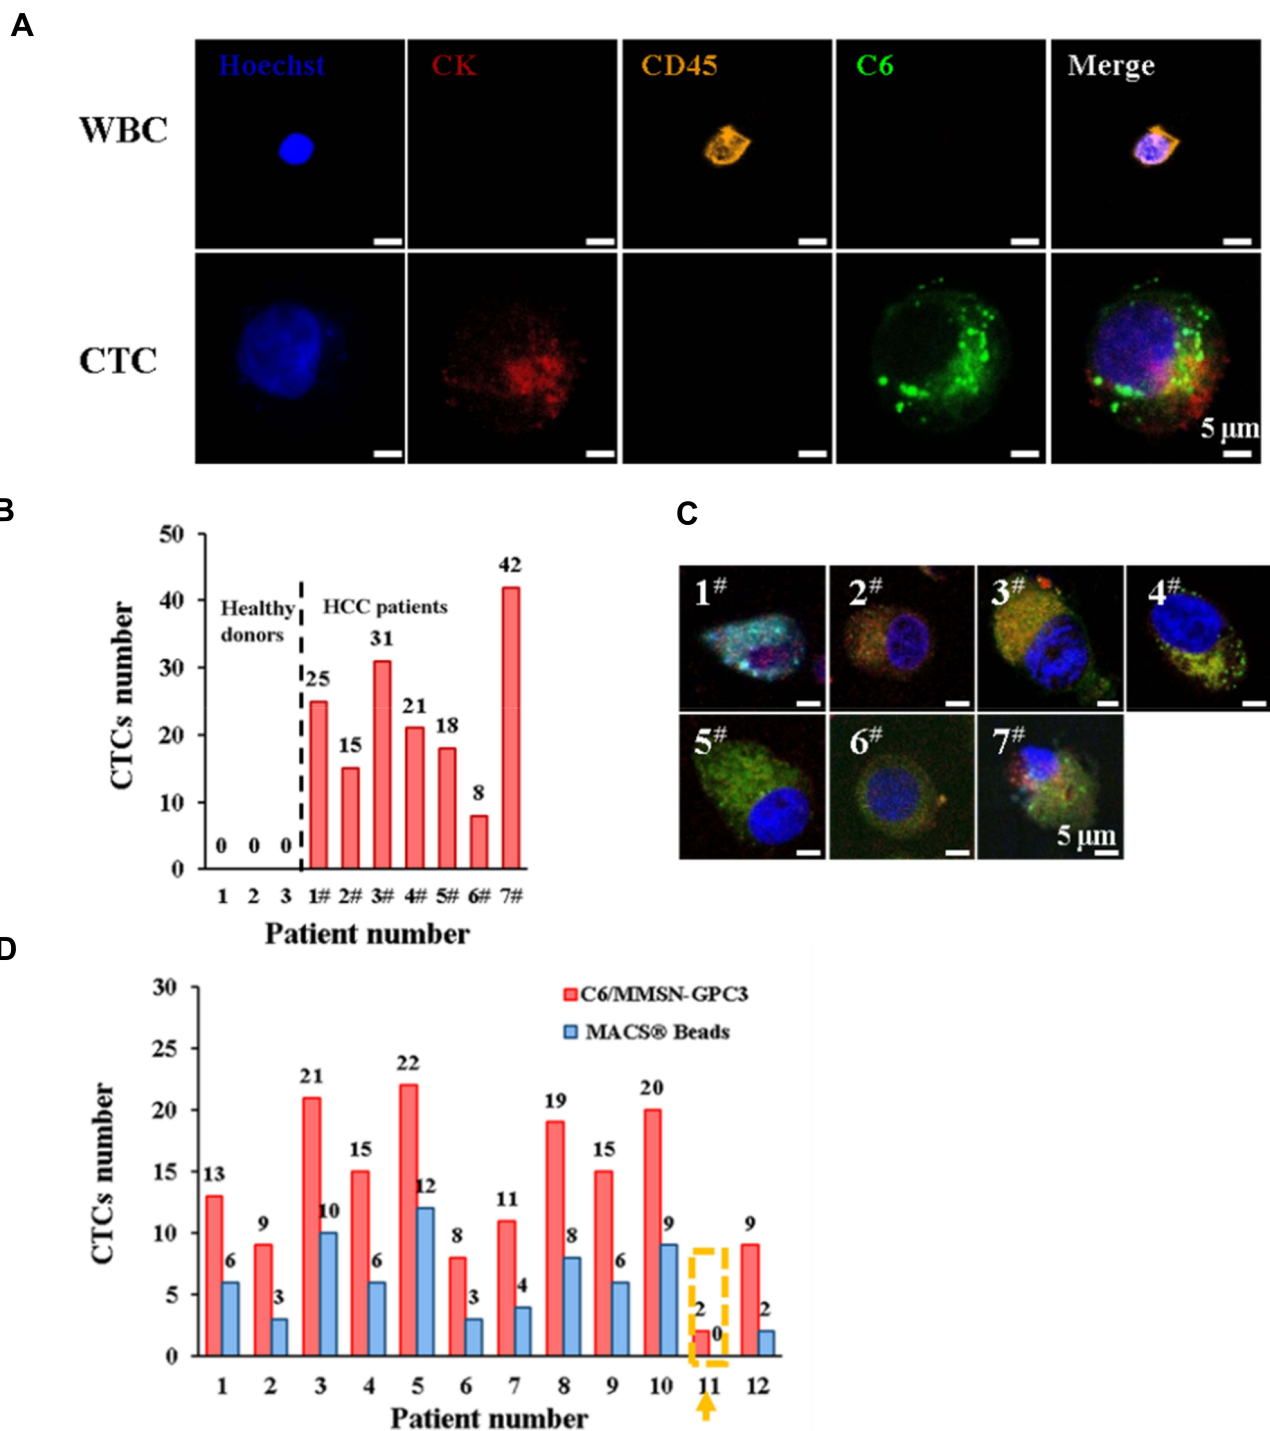 A
Hoechst CK CD45 C6 Merge
WBC
CTC
5 μm
B
CTCs number
50
40
30
20
10
0
Healthy donors
HCC patients
0 0 0 25 15 31 21 18 8 42
1 2 3 1# 2# 3# 4# 5# 6# 7#
Patient number
C
1# 2# 3# 4#
5# 6# 7#
5 μm
D
CTCs number
30
25
20
15
10
5
0
C6/MMSN-GPC3
MACS® Beads
13 6 9 3 21 10 15 6 22 12 8 3 11 4 19 8 15 6 20 9 2 0 9 2
1 2 3 4 5 6 7 8 9 10 11 12
Patient number